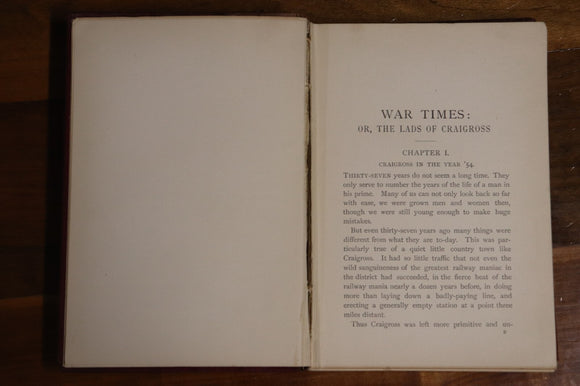 WAR TIMES:
OR, THE LADS OF CRAIGROSS
CHAPTER I.
CRAIGROSS IN THE YEAR '54.
THIRTY-SEVEN years do not seem a long time. They
only serve to number the years of the life of a man in
his prime. Many of us can not only look back so far
with ease, we were grown men and women then,
though we were still young enough to make huge
mistakes.
But even thirty-seven years ago many things were
different from what they are to-day. This was par-
ticularly true of a quiet little country town like
Craigross. It had so little traffic that not even the
wild sanguineness of the greatest railway maniac in
the district had succeeded, in the fierce beat of the
railway mania nearly a dozen years before, in doing
more than laying down a badly-paying line, and
erecting a generally empty station at a point three
miles distant.
Thus Craigross was left more primitive and un-
B